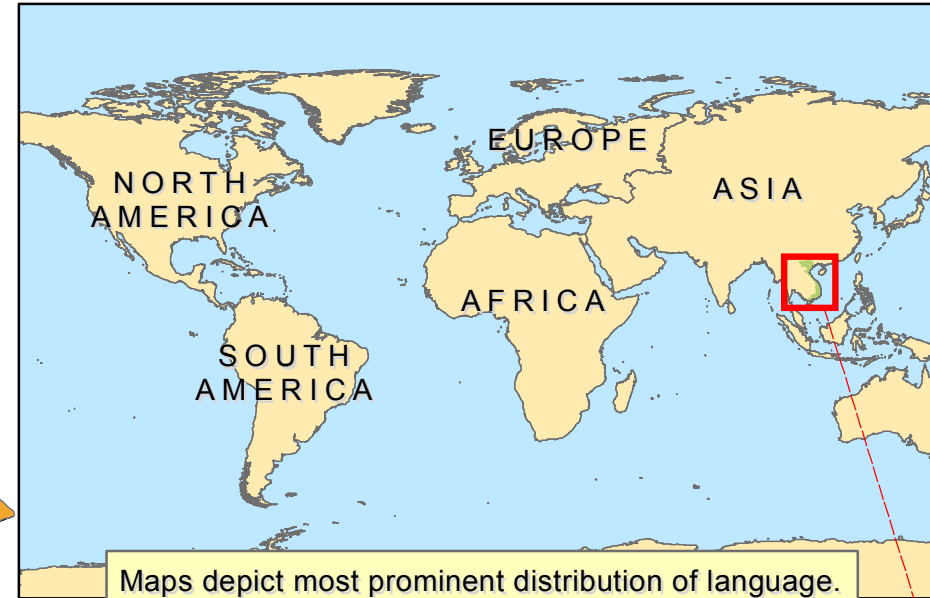 EUROPE
NORTH
AMERICA
ASIA
AFRICA
SOUTH
AMERICA
Maps depict most prominent distribution of language.